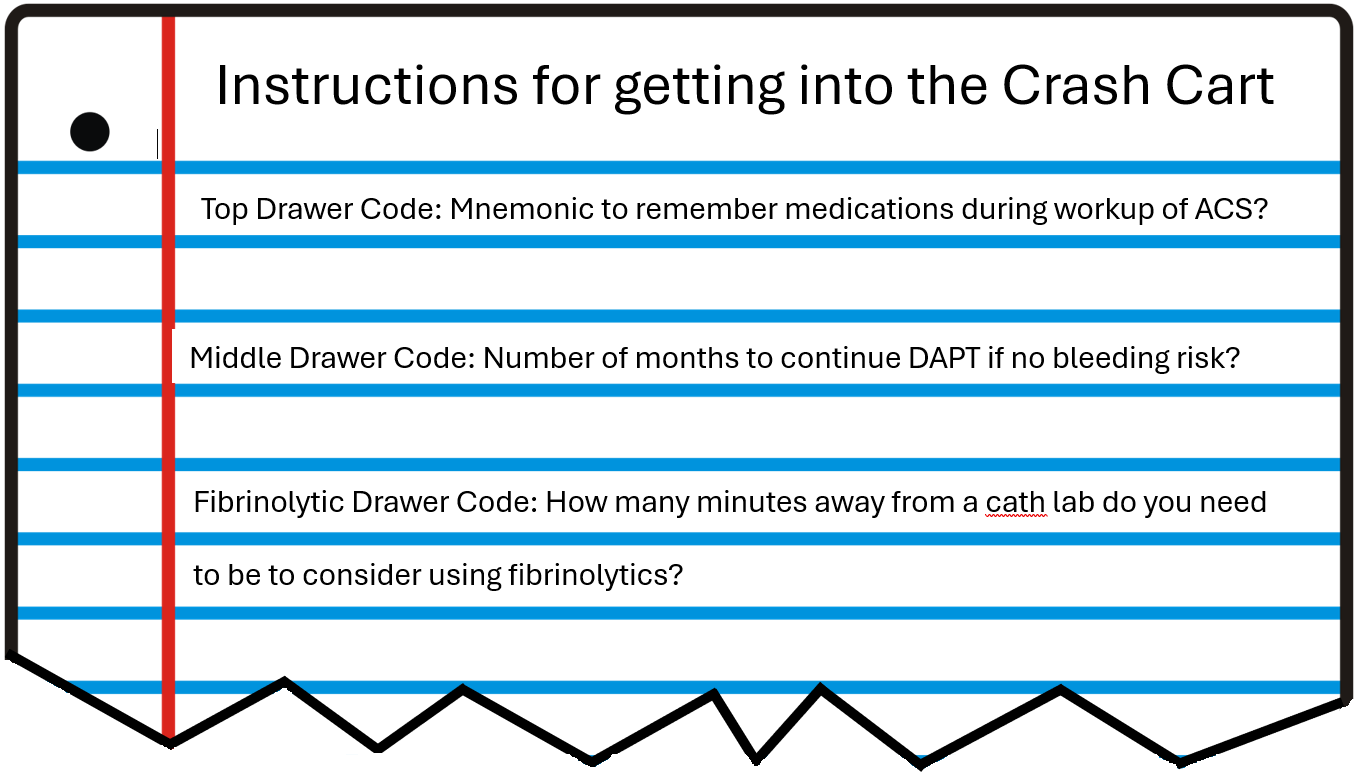 Instructions for getting into the Crash Cart
Top Drawer Code: Mnemonic to remember medications during workup of ACS?
Middle Drawer Code: Number of months to continue DAPT if no bleeding risk?
Fibrinolytic Drawer Code: How many minutes away from a cath lab do you need
to be to consider using fibrinolytics?